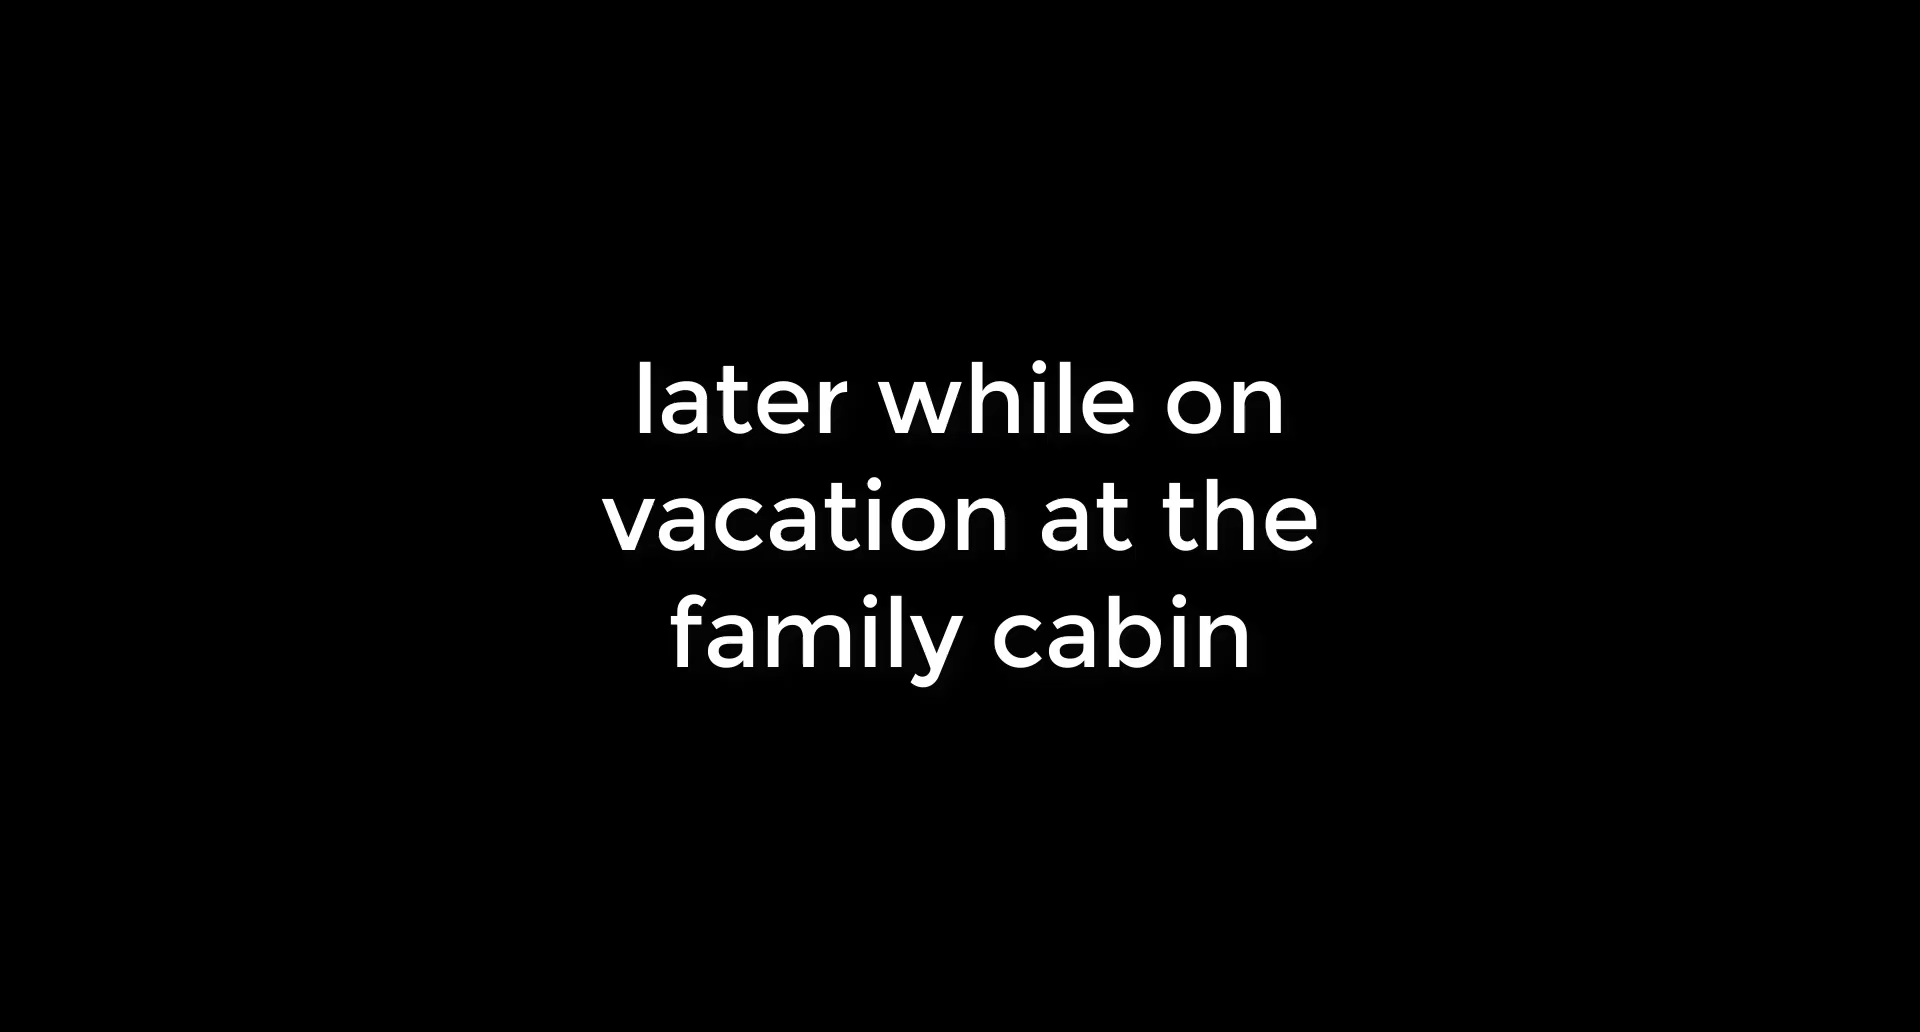 later while on
vacation at the
family cabin